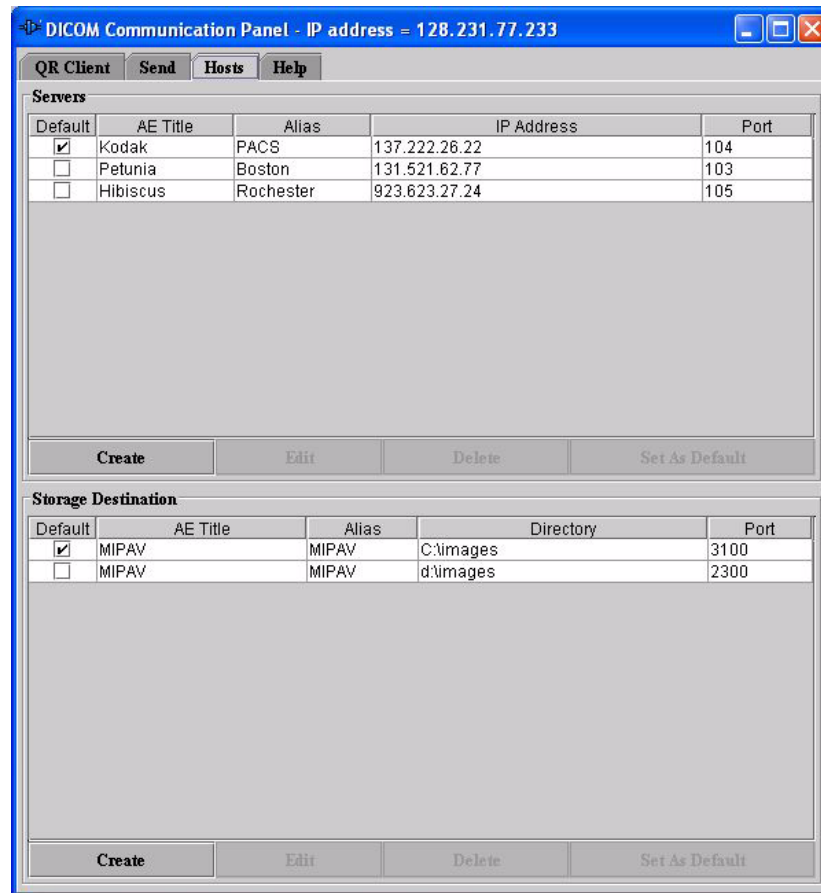 DICOM Communication Panel - IP address = 128.231.77.233
QR Client Send Hosts Help
Servers
Default AE Title Alias IP Address Port
Kodak PACS 137.222.26.22 104
Petunia Boston 131.521.62.77 103
Hibiscus Rochester 923.623.27.24 105
Create Edit Delete Set As Default
Storage Destination
Default AE Title Alias Directory Port
MIPAV MIPAV C:\images 3100
MIPAV MIPAV d:\images 2300
Create Edit Delete Set As Default